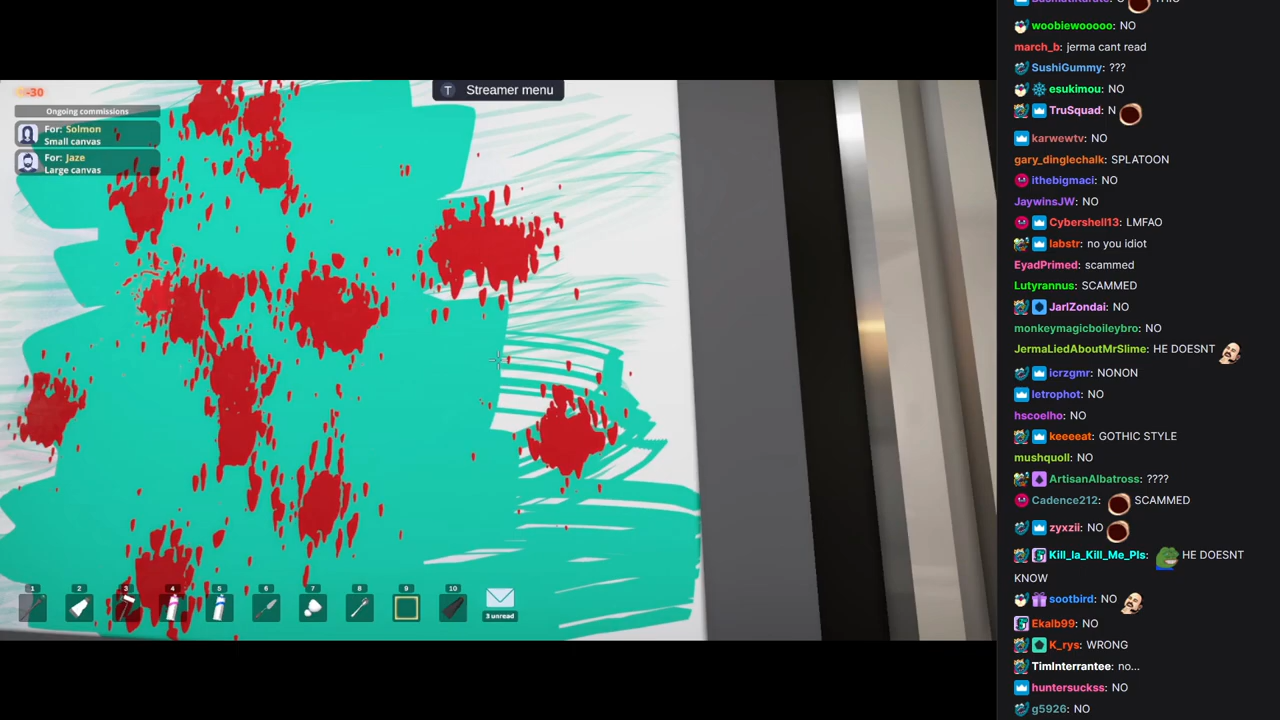 -30
T Streamer menu
Ongoing commissions
For: Solmon
Small canvas
For: Jaze
Large canvas
1 2 3 4 5 6 7 8 9 10
3 unread
woobiewooooo: NO
march_b: jerma cant read
SushiGummy: ???
esukimou: NO
TruSquad: N
karwewtv: NO
gary_dinglechalk: SPLATOON
ithebigmaci: NO
JaywinsJW: NO
Cybershell13: LMFAO
labstr: no you idiot
EyadPrimed: scammed
Lutyrannus: SCAMMED
JarlZondai: NO
monkeymagicboileybro: NO
JermaLiedAboutMrSlime: HE DOESNT
icrzgmr: NONON
letrophot: NO
hscoelho: NO
keeeeat: GOTHIC STYLE
mushquoll: NO
ArtisanAlbatross: ????
Cadence212: SCAMMED
zyxzii: NO
Kill_la_Kill_Me_Pls: HE DOESNT
KNOW
sootbird: NO
Ekalb99: NO
K_rys: WRONG
TimInterrantee: no...
huntersuckss: NO
g5926: NO